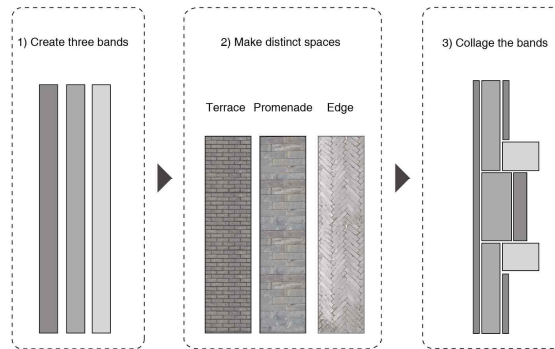 1) Create three bands
2) Make distinct spaces
Terrace Promenade Edge
3) Collage the bands